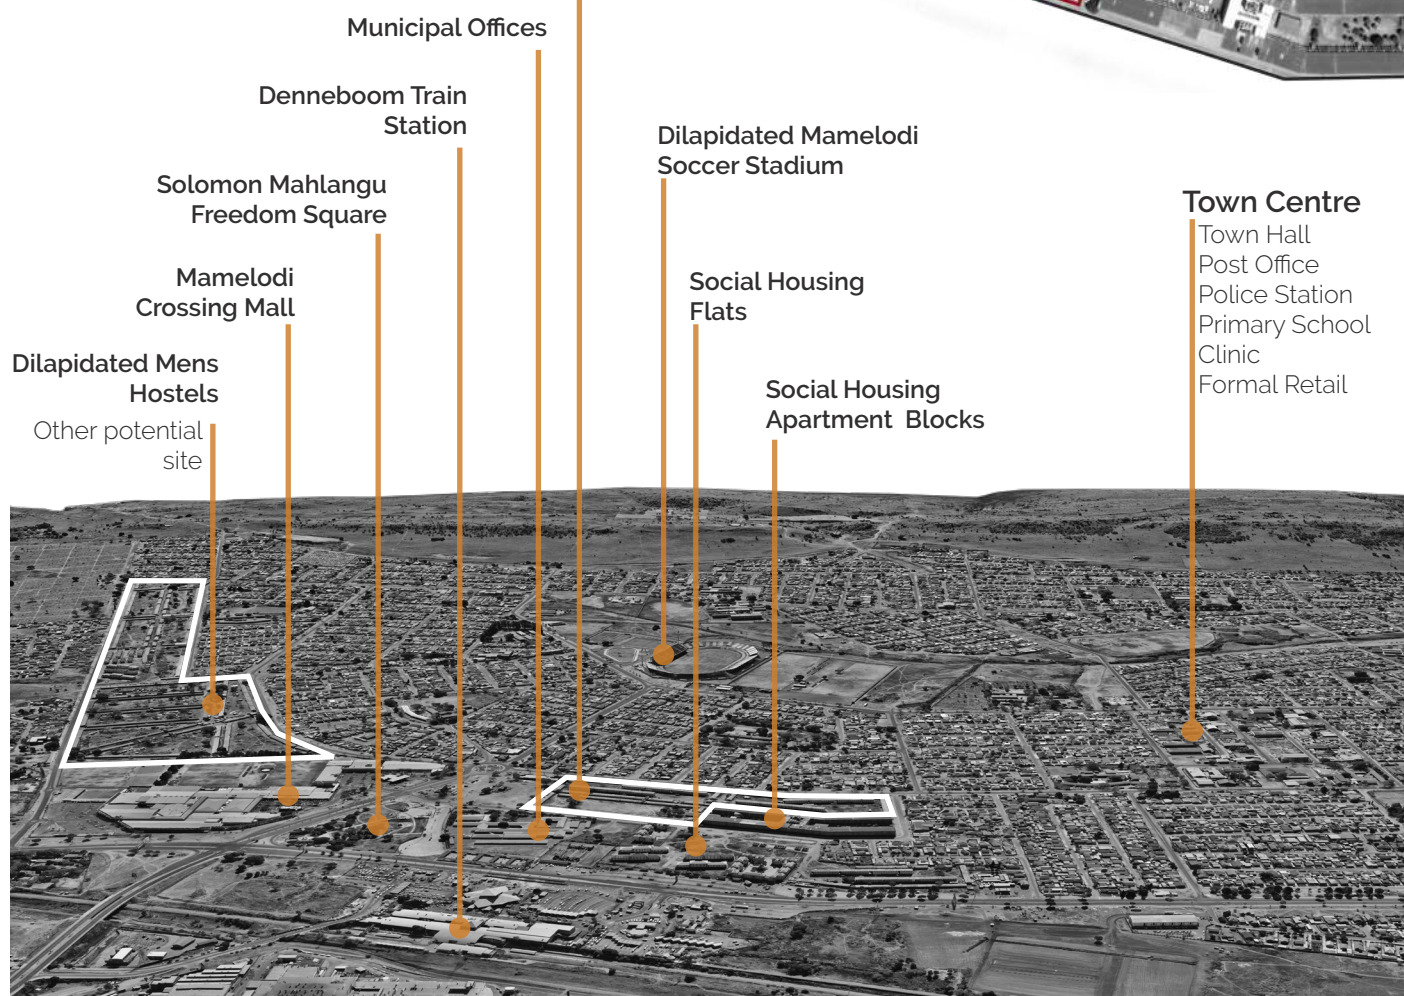 Municipal Offices
Denneboom Train
Station
Dilapidated Mamelodi
Soccer Stadium
Solomon Mahlangu
Freedom Square
Town Centre
Town Hall
Post Office
Police Station
Primary School
Clinic
Formal Retail
Mamelodi
Crossing Mall
Social Housing
Flats
Dilapidated Mens
Hostels
Other potential
site
Social Housing
Apartment  Blocks